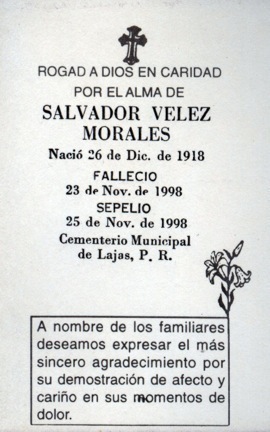 ROGAD A DIOS EN CARIDAD
POR EL ALMA DE
SALVADOR VELEZ
MORALES
Nació 26 de Dic. de 1918
FALLECIO
23 de Nov. de 1998
SEPELIO
25 de Nov. de 1998
Cementerio Municipal
de Lajas, P. R.
A nombre de los familiares
deseamos expresar el más
sincero agradecimiento por
su demostración de afecto y
cariño en sus momentos de
dolor.